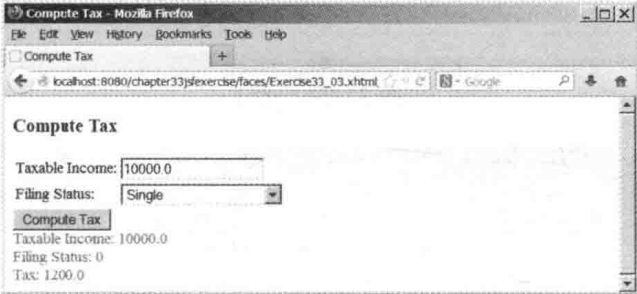 Compute Tax - Mozilla Firefox
File Edit View History Bookmarks Tools Help
Compute Tax +
localhost:8080/chapter33jsfexercise/faces/Exercise33_03.xhtml Google
Compute Tax
Taxable Income: 10000.0
Filing Status: Single
Compute Tax
Taxable Income: 10000.0
Filing Status: 0
Tax: 1200.0